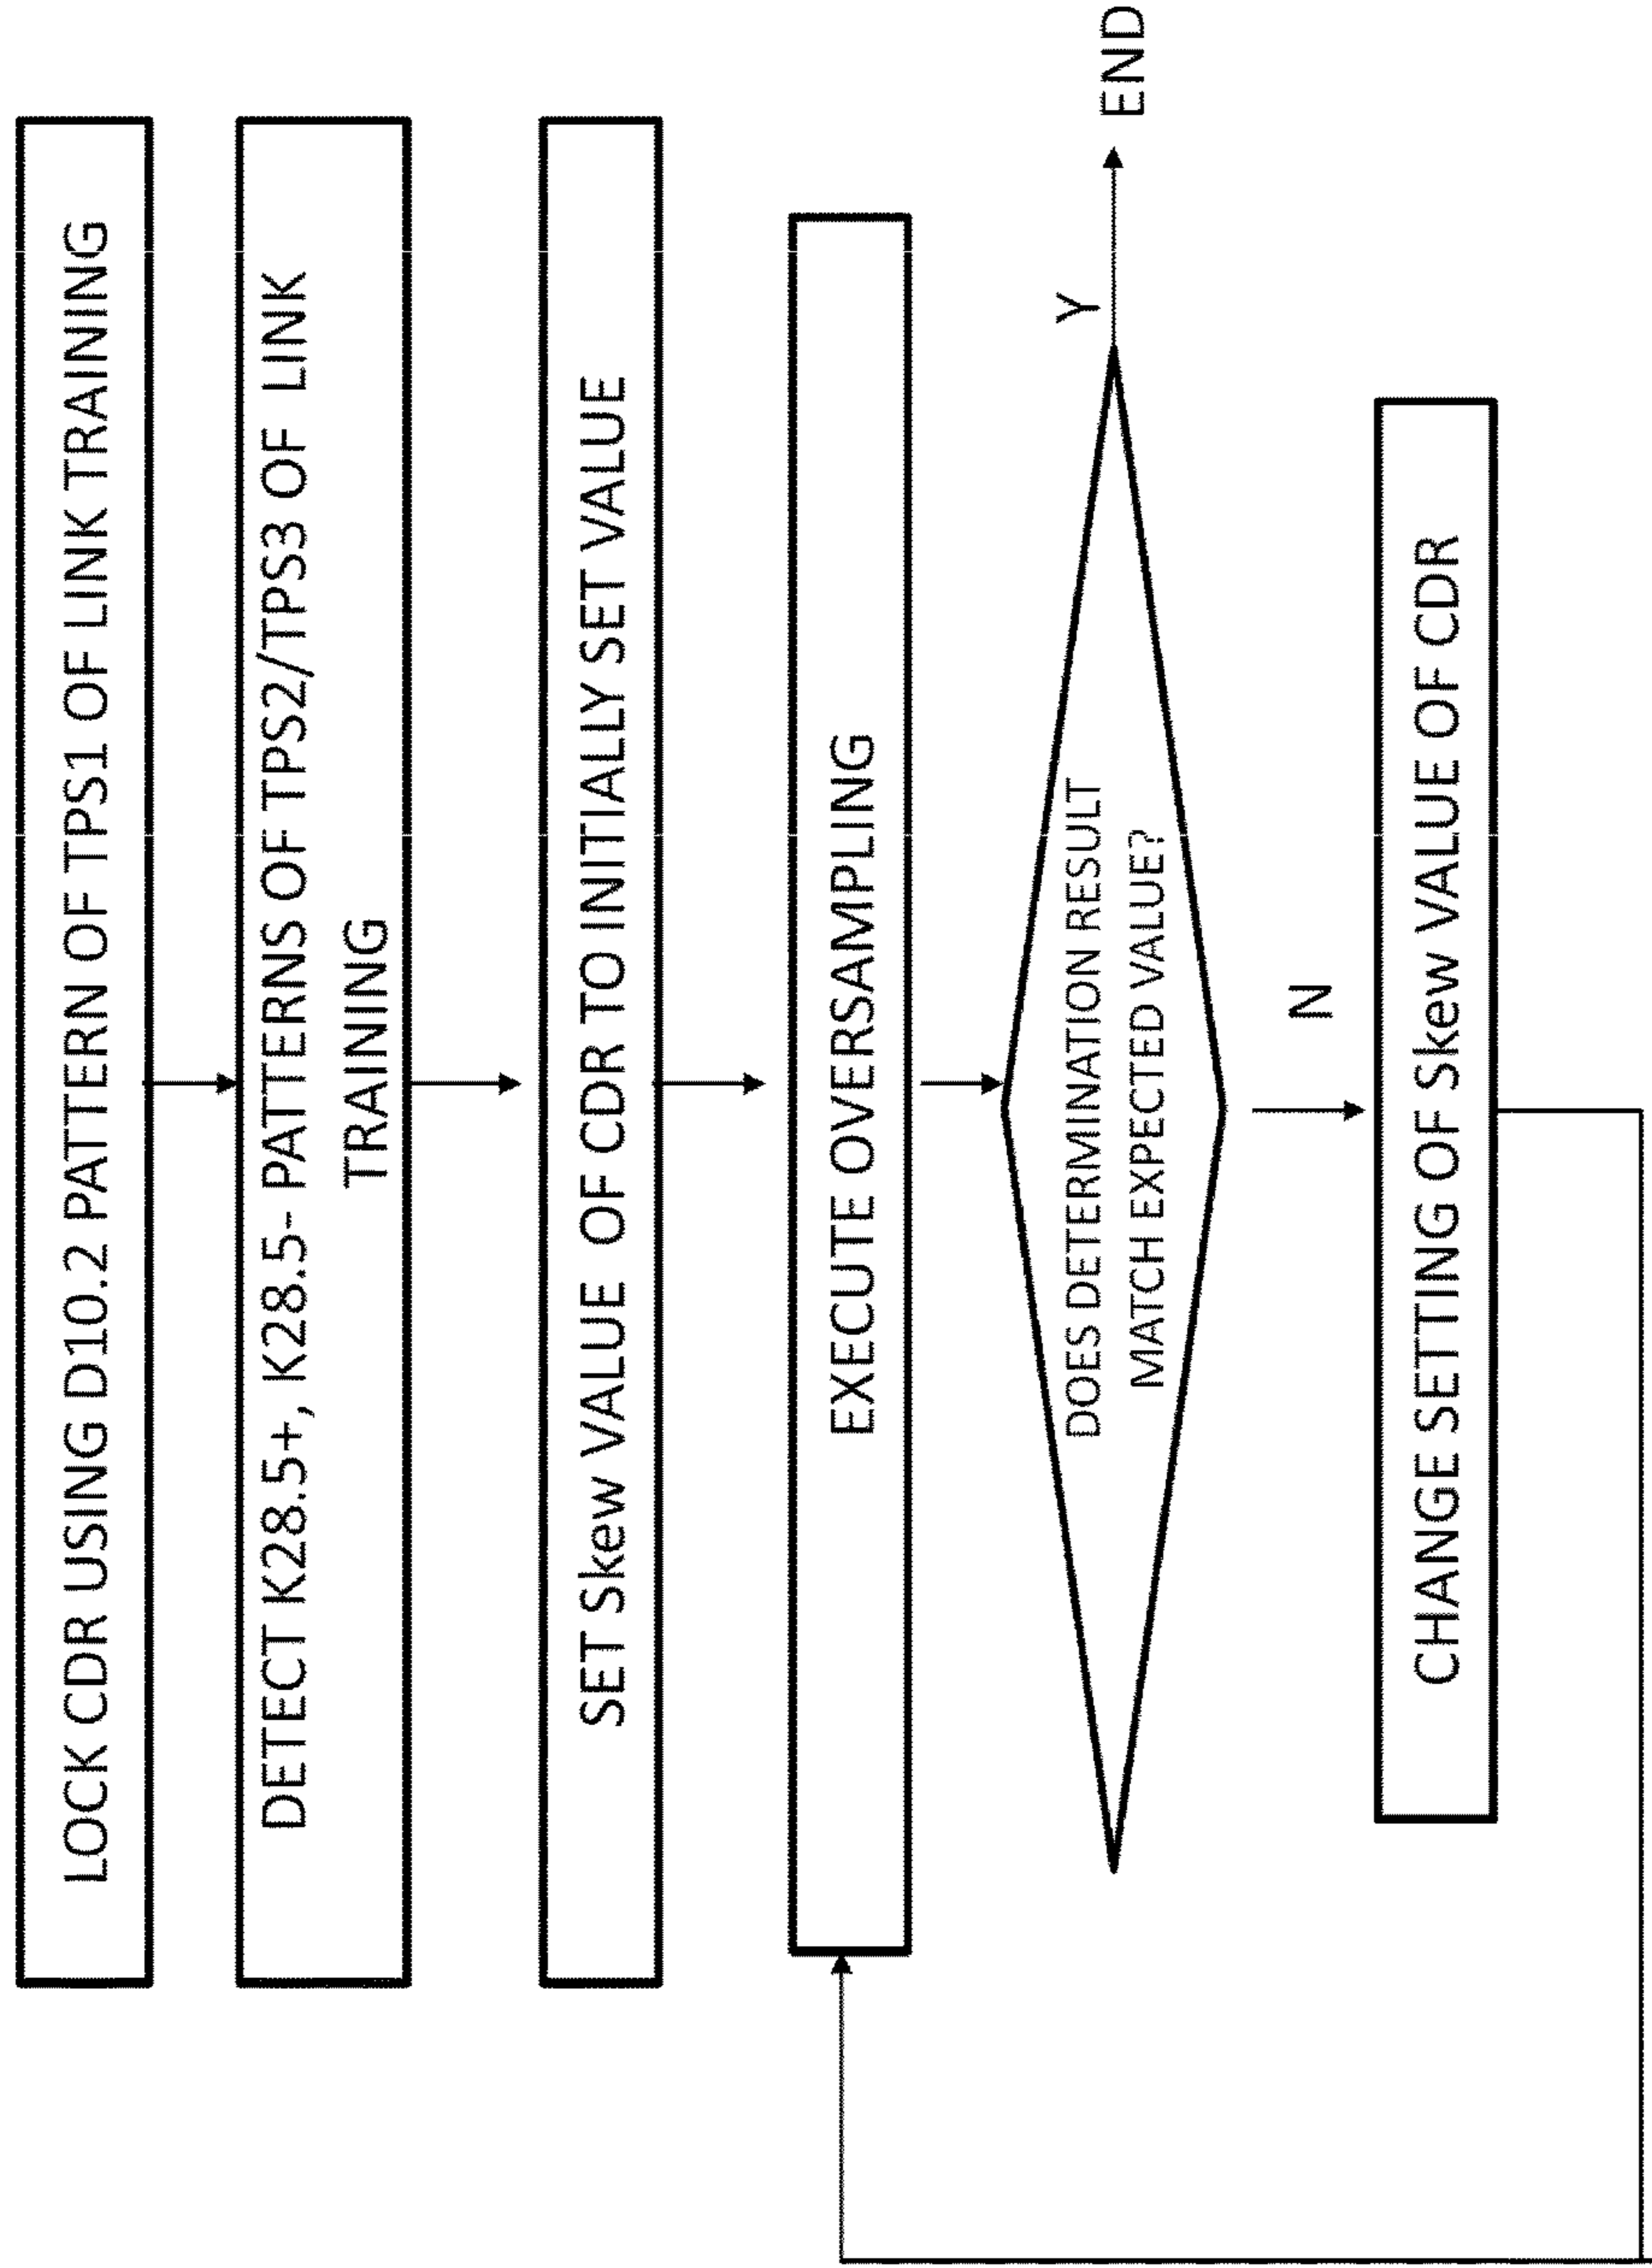 LOCK CDR USING D10.2 PATTERN OF TPS1 OF LINK TRAINING
DETECT K28.5+, K28.5- PATTERNS OF TPS2/TPS3 OF LINK
TRAINING
SET Skew VALUE OF CDR TO INITIALLY SET VALUE
EXECUTE OVERSAMPLING
DOES DETERMINATION RESULT
MATCH EXPECTED VALUE?
Y
END
N
CHANGE SETTING OF Skew VALUE OF CDR